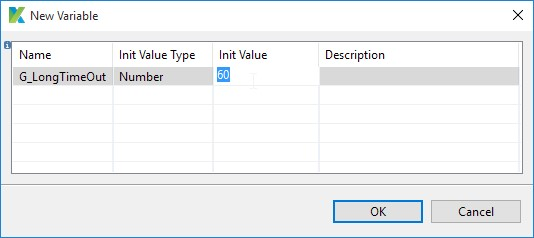 New Variable
Name Init Value Type Init Value Description
G_LongTimeOut Number 60
OK Cancel